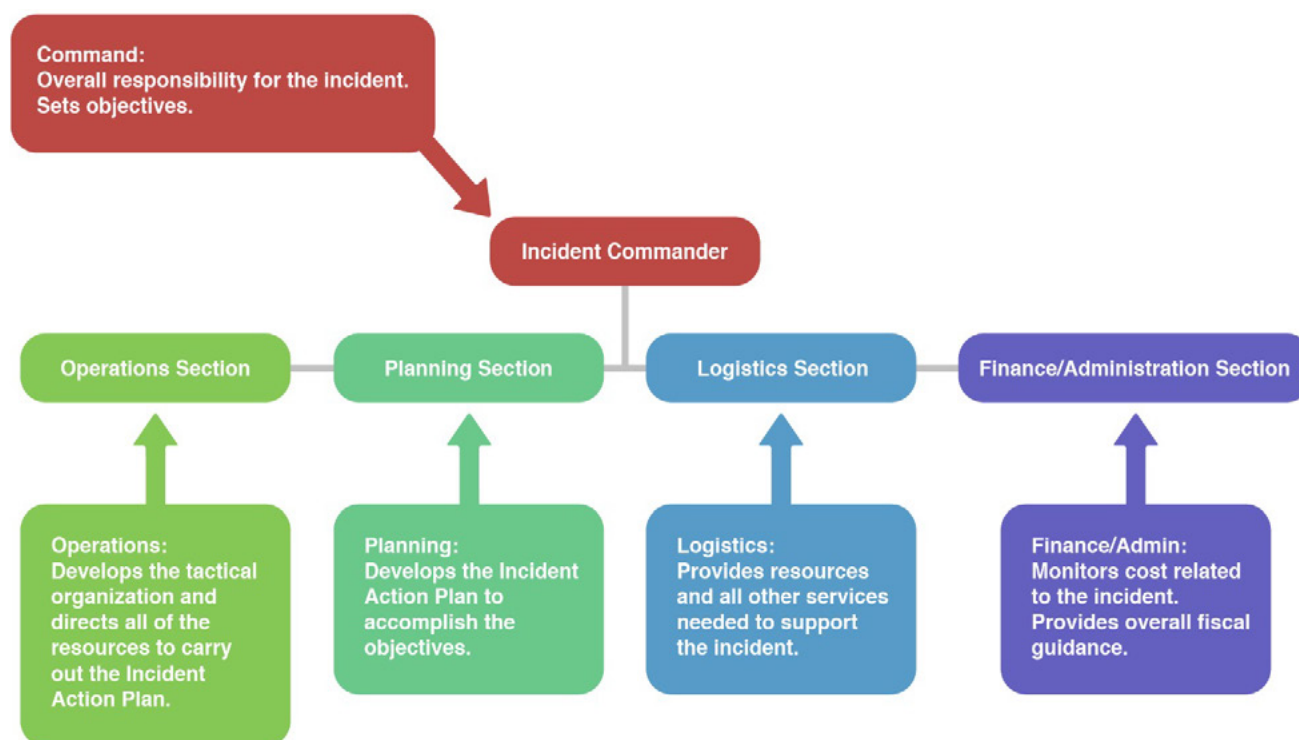 Command:
Overall responsibility for the incident.
Sets objectives.
Incident Commander
Operations Section
Planning Section
Logistics Section
Finance/Administration Section
Operations:
Develops the tactical
organization and
directs all of the
resources to carry
out the Incident
Action Plan.
Planning:
Develops the Incident
Action Plan to
accomplish the
objectives.
Logistics:
Provides resources
and all other services
needed to support
the incident.
Finance/Admin:
Monitors cost related
to the incident.
Provides overall fiscal
guidance.